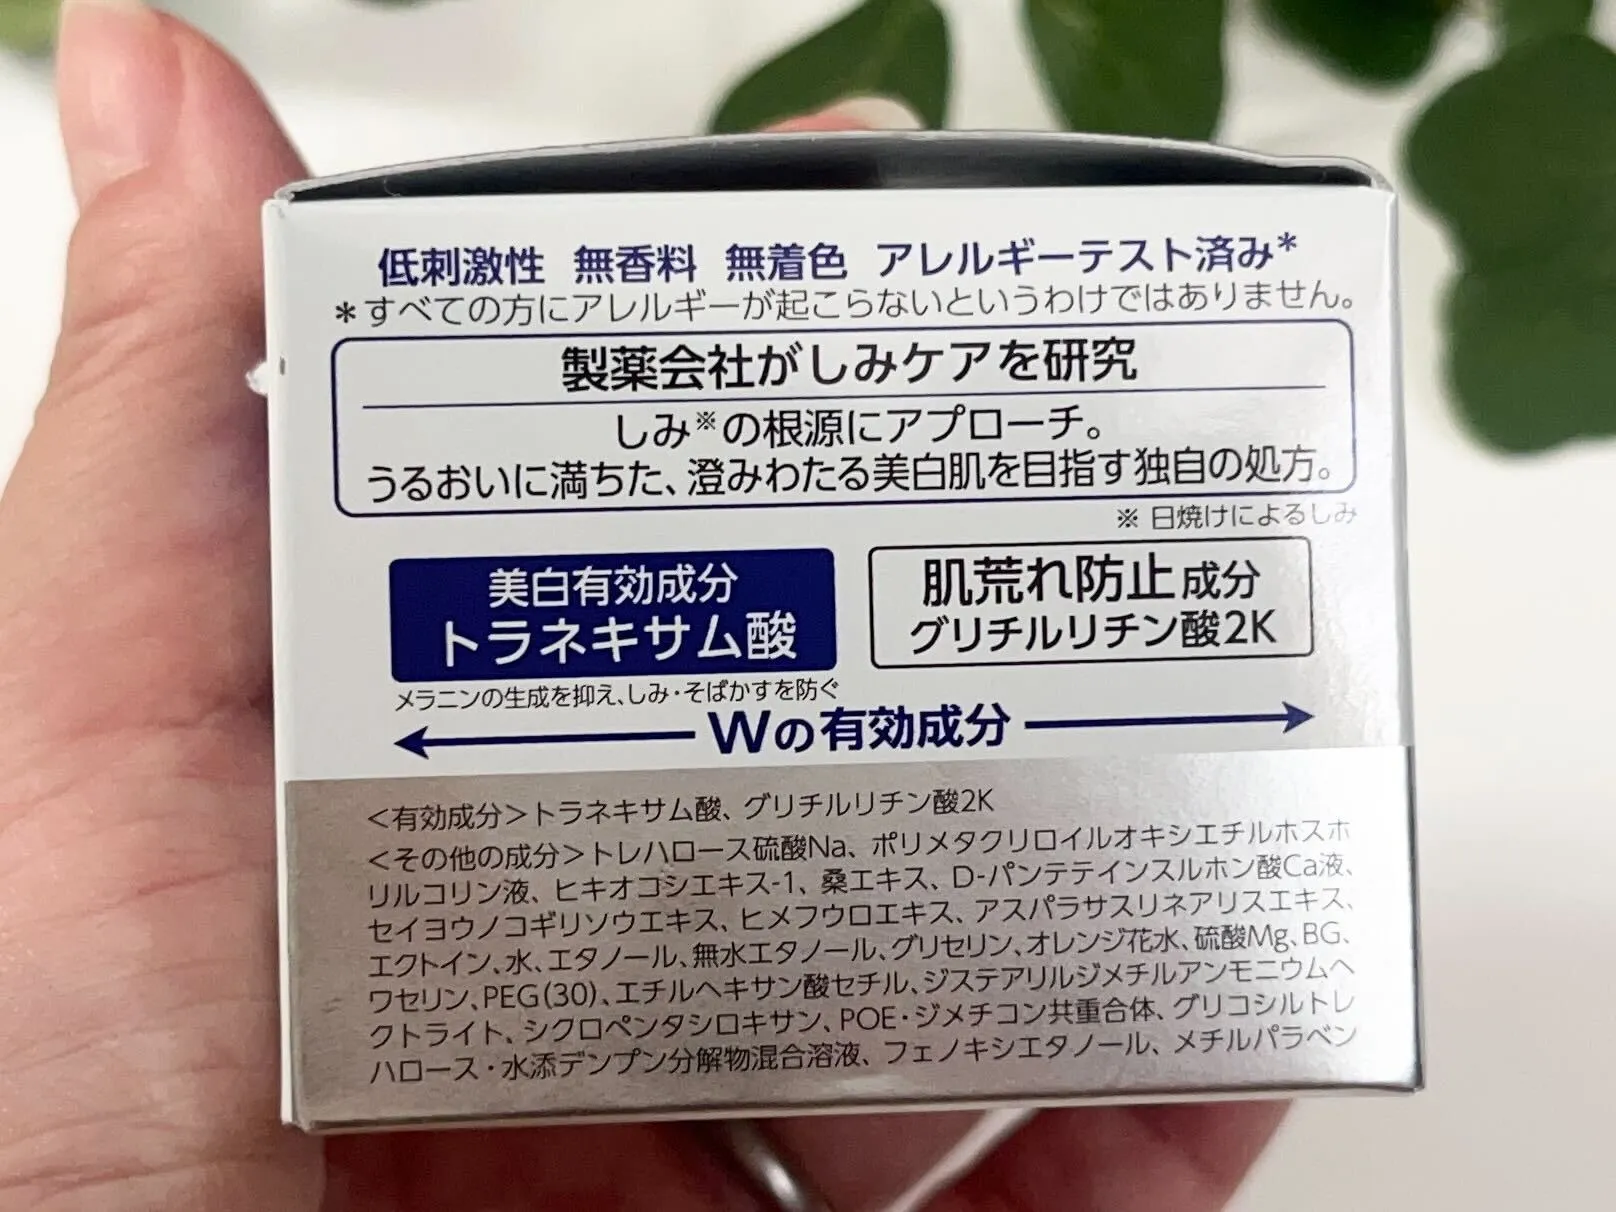 低刺激性 無香料 無着色 アレルギーテスト済み*
*すべての方にアレルギーが起こらないというわけではありません。
製薬会社がしみケアを研究
しみ※の根源にアプローチ。
うるおいに満ちた、澄みわたる美白肌を目指す独自の処方。
※ 日焼けによるしみ
美白有効成分
トラネキサム酸
肌荒れ防止成分
グリチルリチン酸2K
メラニンの生成を抑え、しみ・そばかすを防ぐ
Wの有効成分
<有効成分>トラネキサム酸、グリチルリチン酸2K
<その他の成分>トレハロース硫酸Na、ポリメタクリロイルオキシエチルホスホ
リルコリン液、ヒキオコシエキス-1、桑エキス、D-パンテテインスルホン酸Ca液、
セイヨウノコギリソウエキス、ヒメフウロエキス、アスパラサスリネアリスエキス、
エクトイン、水、エタノール、無水エタノール、グリセリン、オレンジ花水、硫酸Mg、BG、
ワセリン、PEG(30)、エチルヘキサン酸セチル、ジステアリルジメチルアンモニウムヘ
クトライト、シクロペンタシロキサン、POE・ジメチコン共重合体、グリコシルトレ
ハロース・水添デンプン分解物混合溶液、フェノキシエタノール、メチルパラベン